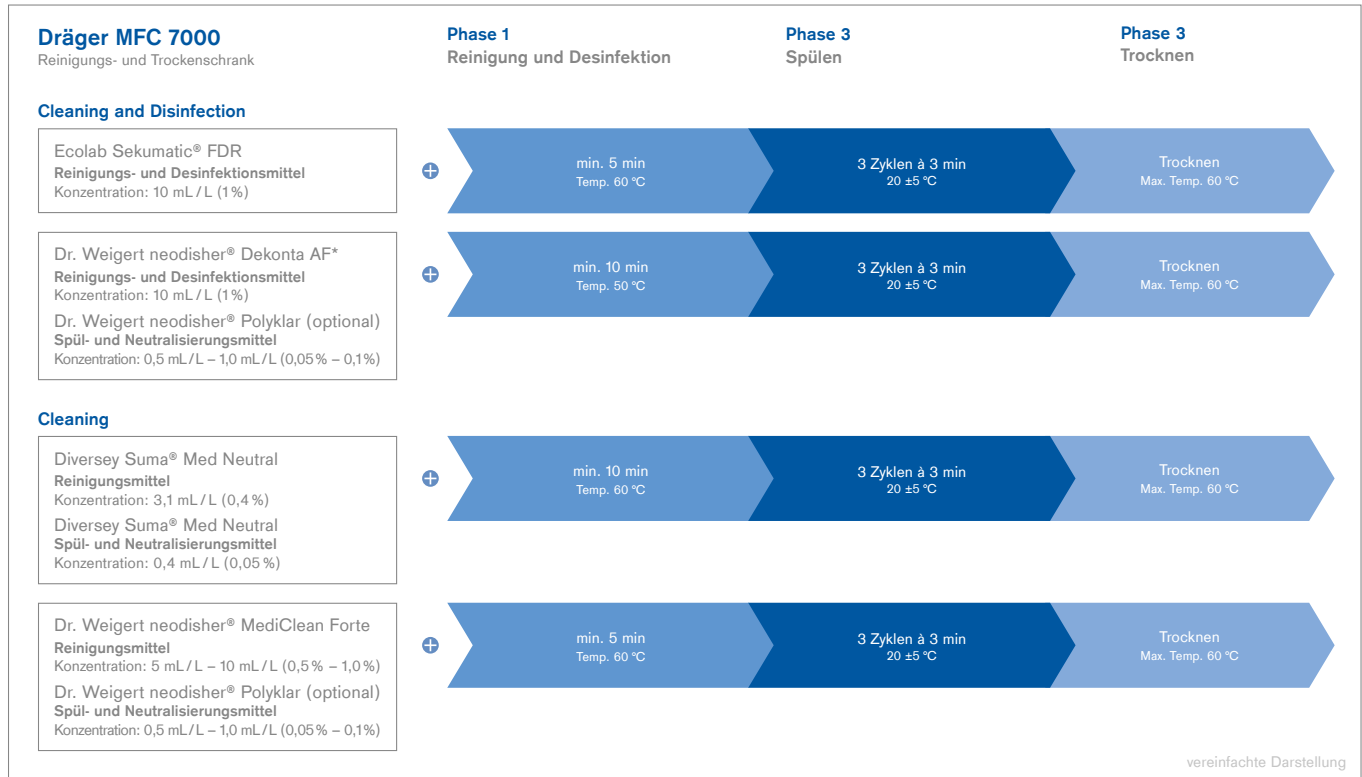 Dräger MFC 7000
Reinigungs- und Trockenschrank
Phase 1
Reinigung und Desinfektion
Phase 3
Spülen
Phase 3
Trocknen
Cleaning and Disinfection
Ecolab Sekumatic® FDR
Reinigungs- und Desinfektionsmittel
Konzentration: 10 mL / L (1 %)
min. 5 min
Temp. 60 °C
3 Zyklen à 3 min
20 ±5 °C
Trocknen
Max. Temp. 60 °C
Dr. Weigert neodisher® Dekonta AF*
Reinigungs- und Desinfektionsmittel
Konzentration: 10 mL / L (1 %)
Dr. Weigert neodisher® Polyklar (optional)
Spül- und Neutralisierungsmittel
Konzentration: 0,5 mL / L – 1,0 mL / L (0,05 % – 0,1%)
min. 10 min
Temp. 50 °C
3 Zyklen à 3 min
20 ±5 °C
Trocknen
Max. Temp. 60 °C
Cleaning
Diversey Suma® Med Neutral
Reinigungsmittel
Konzentration: 3,1 mL / L (0,4 %)
Diversey Suma® Med Neutral
Spül- und Neutralisierungsmittel
Konzentration: 0,4 mL / L (0,05 %)
min. 10 min
Temp. 60 °C
3 Zyklen à 3 min
20 ±5 °C
Trocknen
Max. Temp. 60 °C
Dr. Weigert neodisher® MediClean Forte
Reinigungsmittel
Konzentration: 5 mL / L – 10 mL / L (0,5 % – 1,0 %)
Dr. Weigert neodisher® Polyklar (optional)
Spül- und Neutralisierungsmittel
Konzentration: 0,5 mL / L – 1,0 mL / L (0,05 % – 0,1%)
min. 5 min
Temp. 60 °C
3 Zyklen à 3 min
20 ±5 °C
Trocknen
Max. Temp. 60 °C
vereinfachte Darstellung